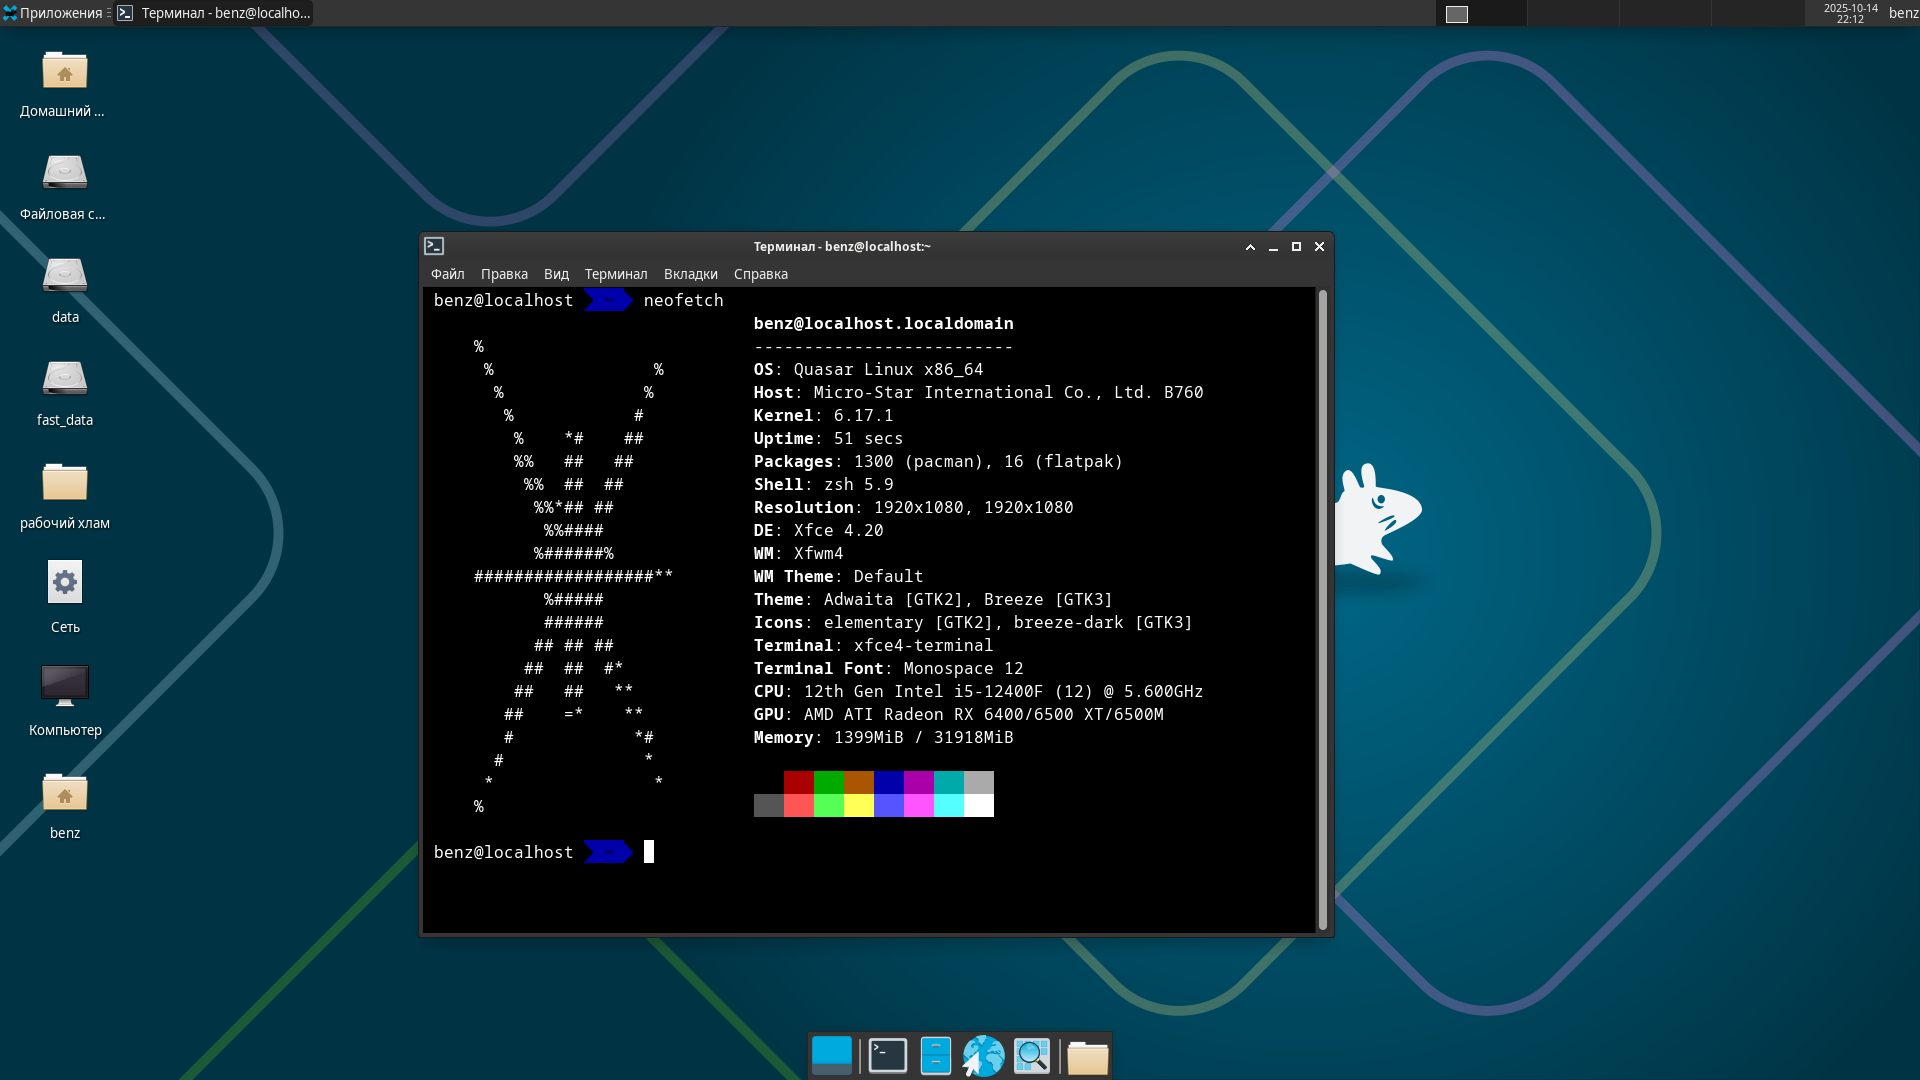 Приложения
Терминал - benz@localho...
2025-10-14
22:12
benz
Домашний ...
Файловая с...
data
fast_data
рабочий хлам
Сеть
Компьютер
benz
Терминал - benz@localhost:~
Файл Правка Вид Терминал Вкладки Справка
benz@localhost ~ neofetch
benz@localhost.localdomain
% --------------------------
% % OS: Quasar Linux x86_64
% % Host: Micro-Star International Co., Ltd. B760
% # Kernel: 6.17.1
% *# ## Uptime: 51 secs
%% ## ## Packages: 1300 (pacman), 16 (flatpak)
%% ## ## Shell: zsh 5.9
%%*## ## Resolution: 1920x1080, 1920x1080
%%#### DE: Xfce 4.20
%######% WM: Xfwm4
##################** WM Theme: Default
%##### Theme: Adwaita [GTK2], Breeze [GTK3]
###### Icons: elementary [GTK2], breeze-dark [GTK3]
## ## ## Terminal: xfce4-terminal
## ## #* Terminal Font: Monospace 12
## ## ** CPU: 12th Gen Intel i5-12400F (12) @ 5.600GHz
## =* ** GPU: AMD ATI Radeon RX 6400/6500 XT/6500M
# *# Memory: 1399MiB / 31918MiB
# *
* *
%
benz@localhost ~